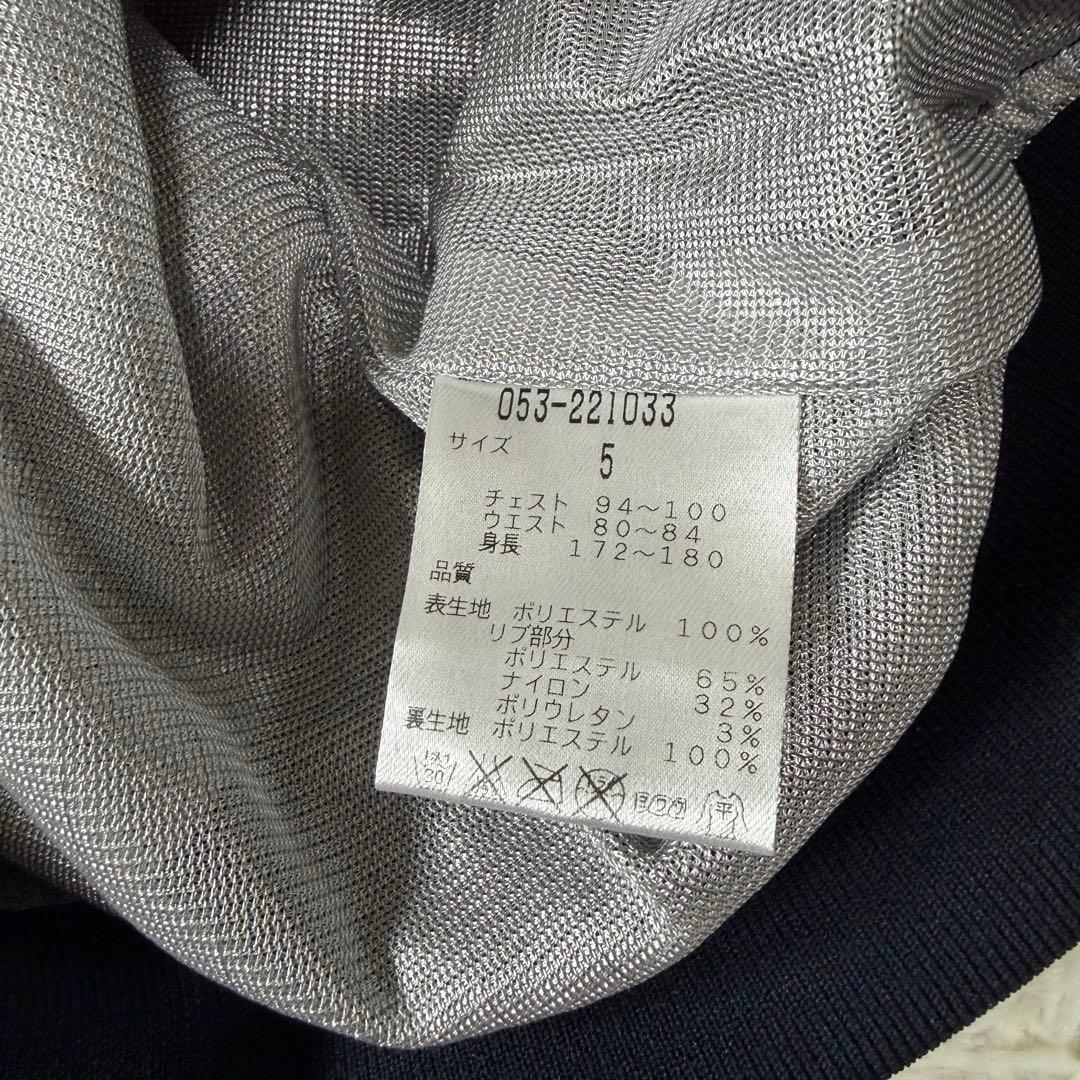 053-221033
サイズ 5
チェスト 94～100
ウエスト 80～84
身長 172～180
品質
表生地 ポリエステル 100%
リブ部分
ポリエステル 65%
ナイロン 32%
ポリウレタン 3%
裏生地 ポリエステル 100%
20 平